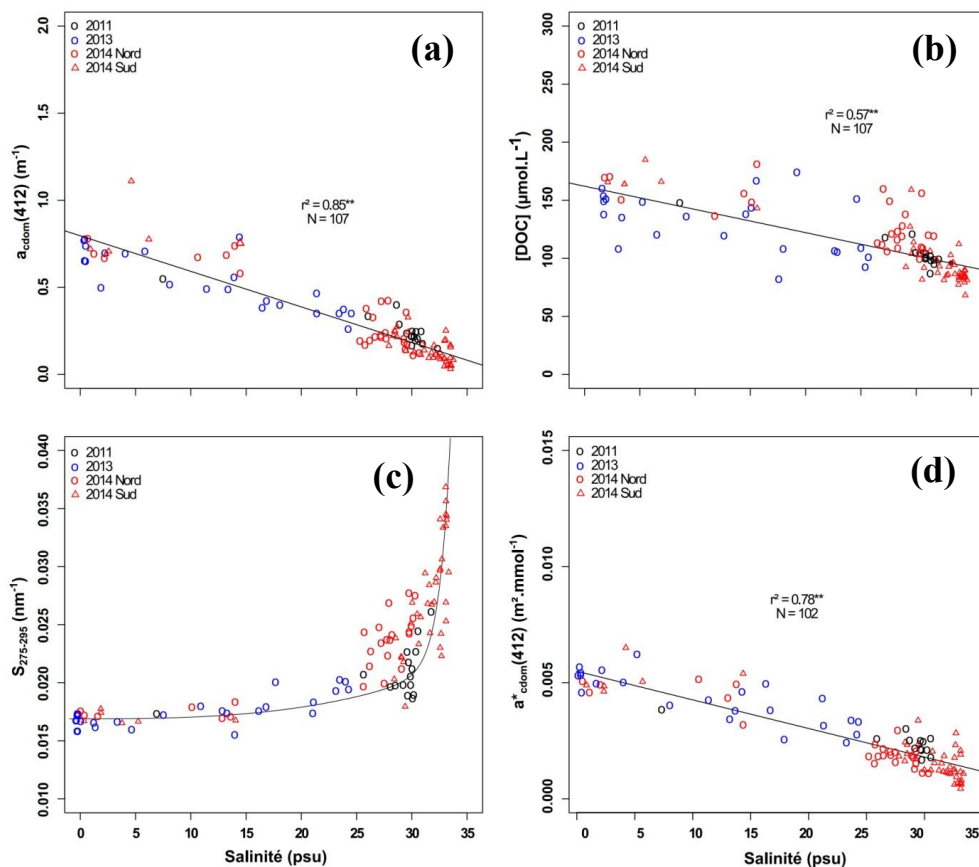 (a)
2011
2013
2014 Nord
2014 Sud
r² = 0.85**
N = 107
a_cdom(412) (m⁻¹)
2.0
1.5
1.0
0.5
0.0
(b)
2011
2013
2014 Nord
2014 Sud
r² = 0.57**
N = 107
[DOC] (µmol.L⁻¹)
300
250
200
150
100
50
0
(c)
2011
2013
2014 Nord
2014 Sud
S₂₇₅₋₂₉₅ (nm⁻¹)
0.040
0.035
0.030
0.025
0.020
0.015
0.010
0 5 10 15 20 25 30 35
Salinité (psu)
(d)
2011
2013
2014 Nord
2014 Sud
r² = 0.78**
N = 102
a*_cdom(412) (m².mmol⁻¹)
0.015
0.010
0.005
0.000
0 5 10 15 20 25 30 35
Salinité (psu)